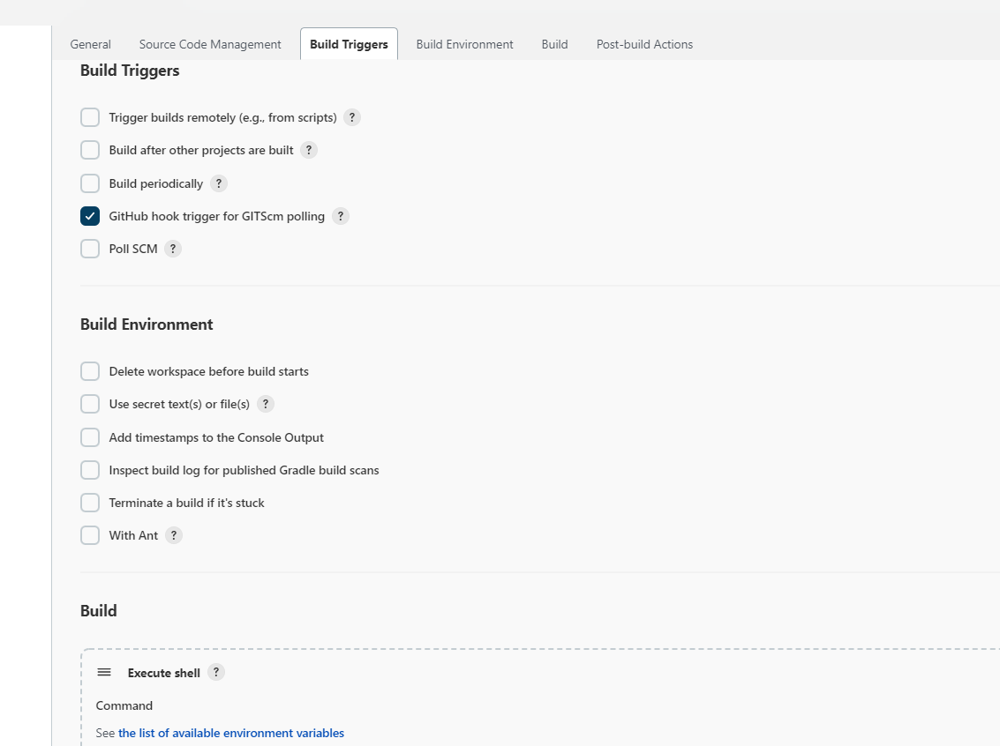 General Source Code Management Build Triggers Build Environment Build Post-build Actions
Build Triggers
Trigger builds remotely (e.g., from scripts) ?
Build after other projects are built ?
Build periodically ?
GitHub hook trigger for GITScm polling ?
Poll SCM ?
Build Environment
Delete workspace before build starts
Use secret text(s) or file(s) ?
Add timestamps to the Console Output
Inspect build log for published Gradle build scans
Terminate a build if it's stuck
With Ant ?
Build
Execute shell ?
Command
See the list of available environment variables